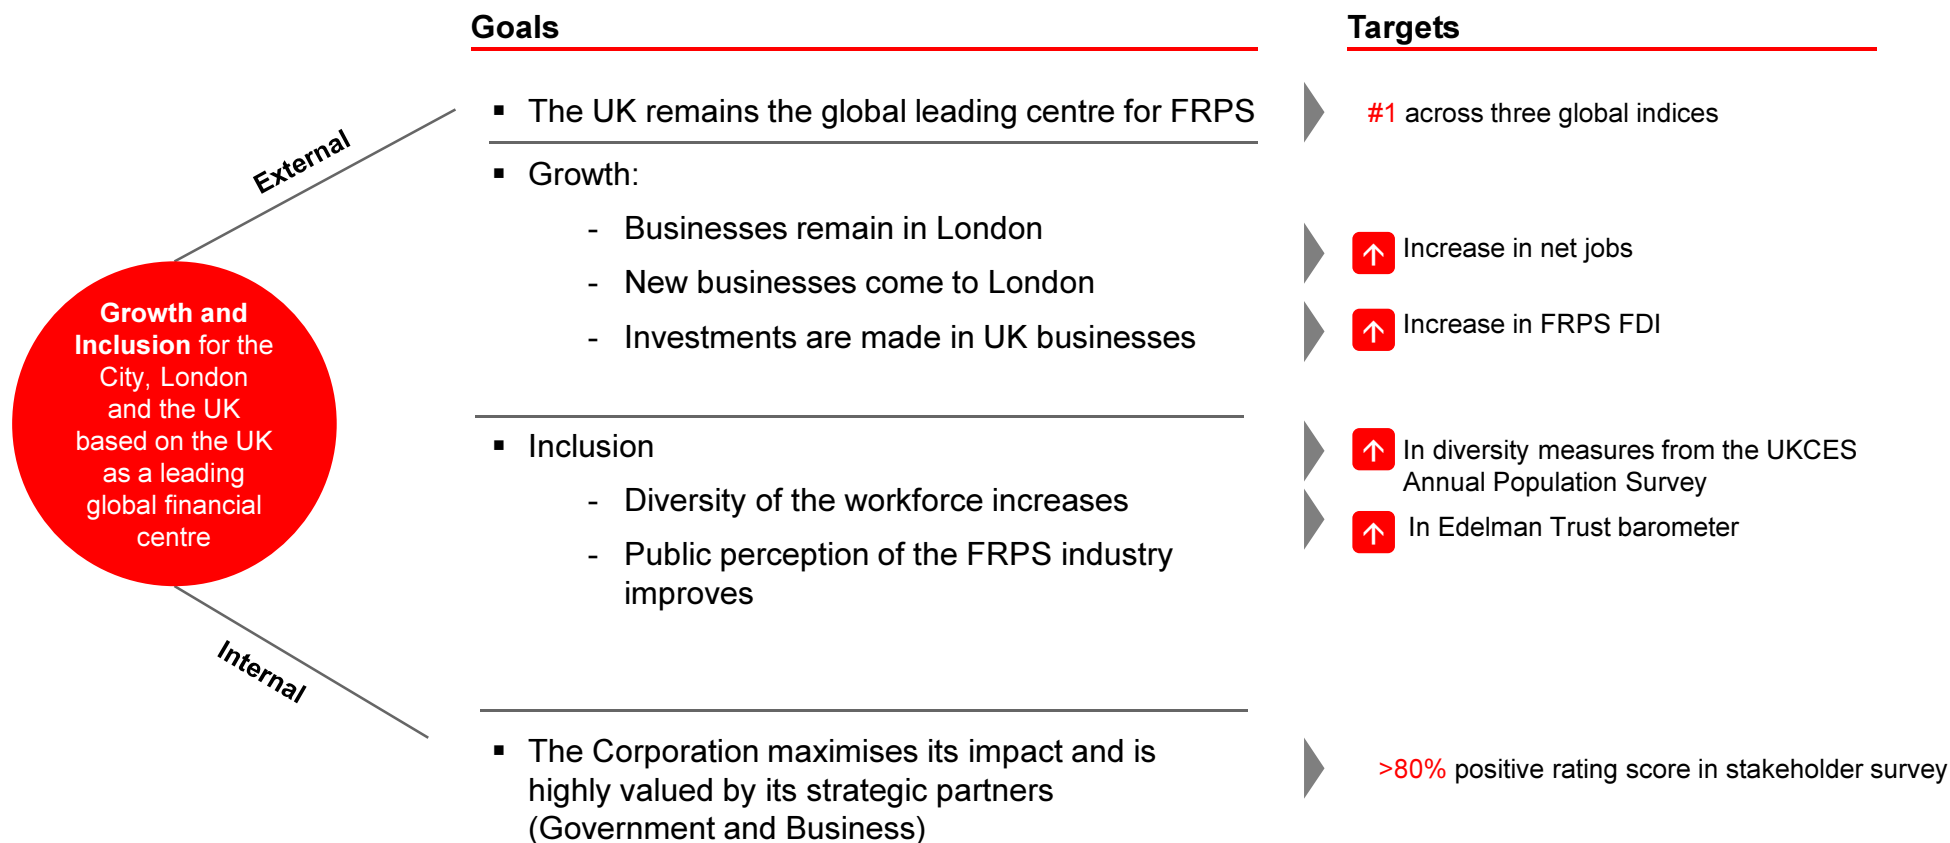 Goals
Targets
External
▪ The UK remains the global leading centre for FRPS
#1 across three global indices
▪ Growth:
- Businesses remain in London
- New businesses come to London
- Investments are made in UK businesses
Increase in net jobs
Increase in FRPS FDI
Growth and
Inclusion for the
City, London
and the UK
based on the UK
as a leading
global financial
centre
▪ Inclusion
- Diversity of the workforce increases
- Public perception of the FRPS industry
improves
In diversity measures from the UKCES
Annual Population Survey
In Edelman Trust barometer
Internal
▪ The Corporation maximises its impact and is
highly valued by its strategic partners
(Government and Business)
>80% positive rating score in stakeholder survey